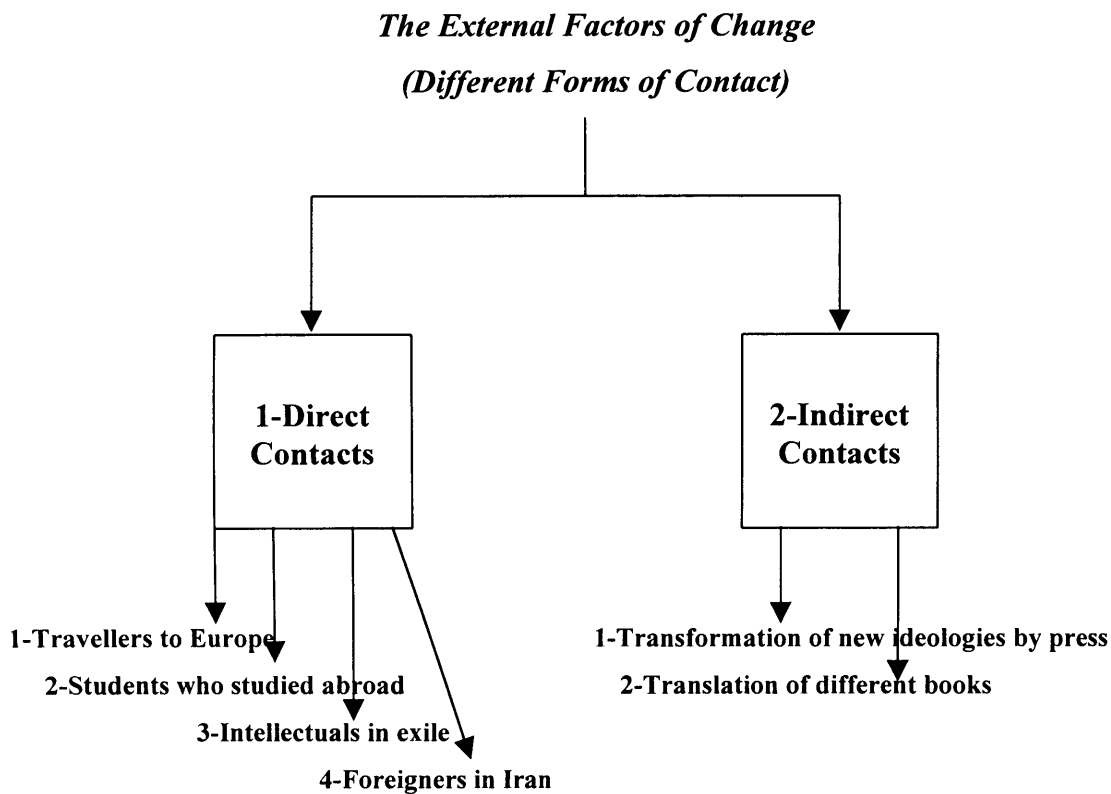 The External Factors of Change
(Different Forms of Contact)
1-Direct
Contacts
2-Indirect
Contacts
1-Travellers to Europe
2-Students who studied abroad
3-Intellectuals in exile
4-Foreigners in Iran
1-Transformation of new ideologies by press
2-Translation of different books